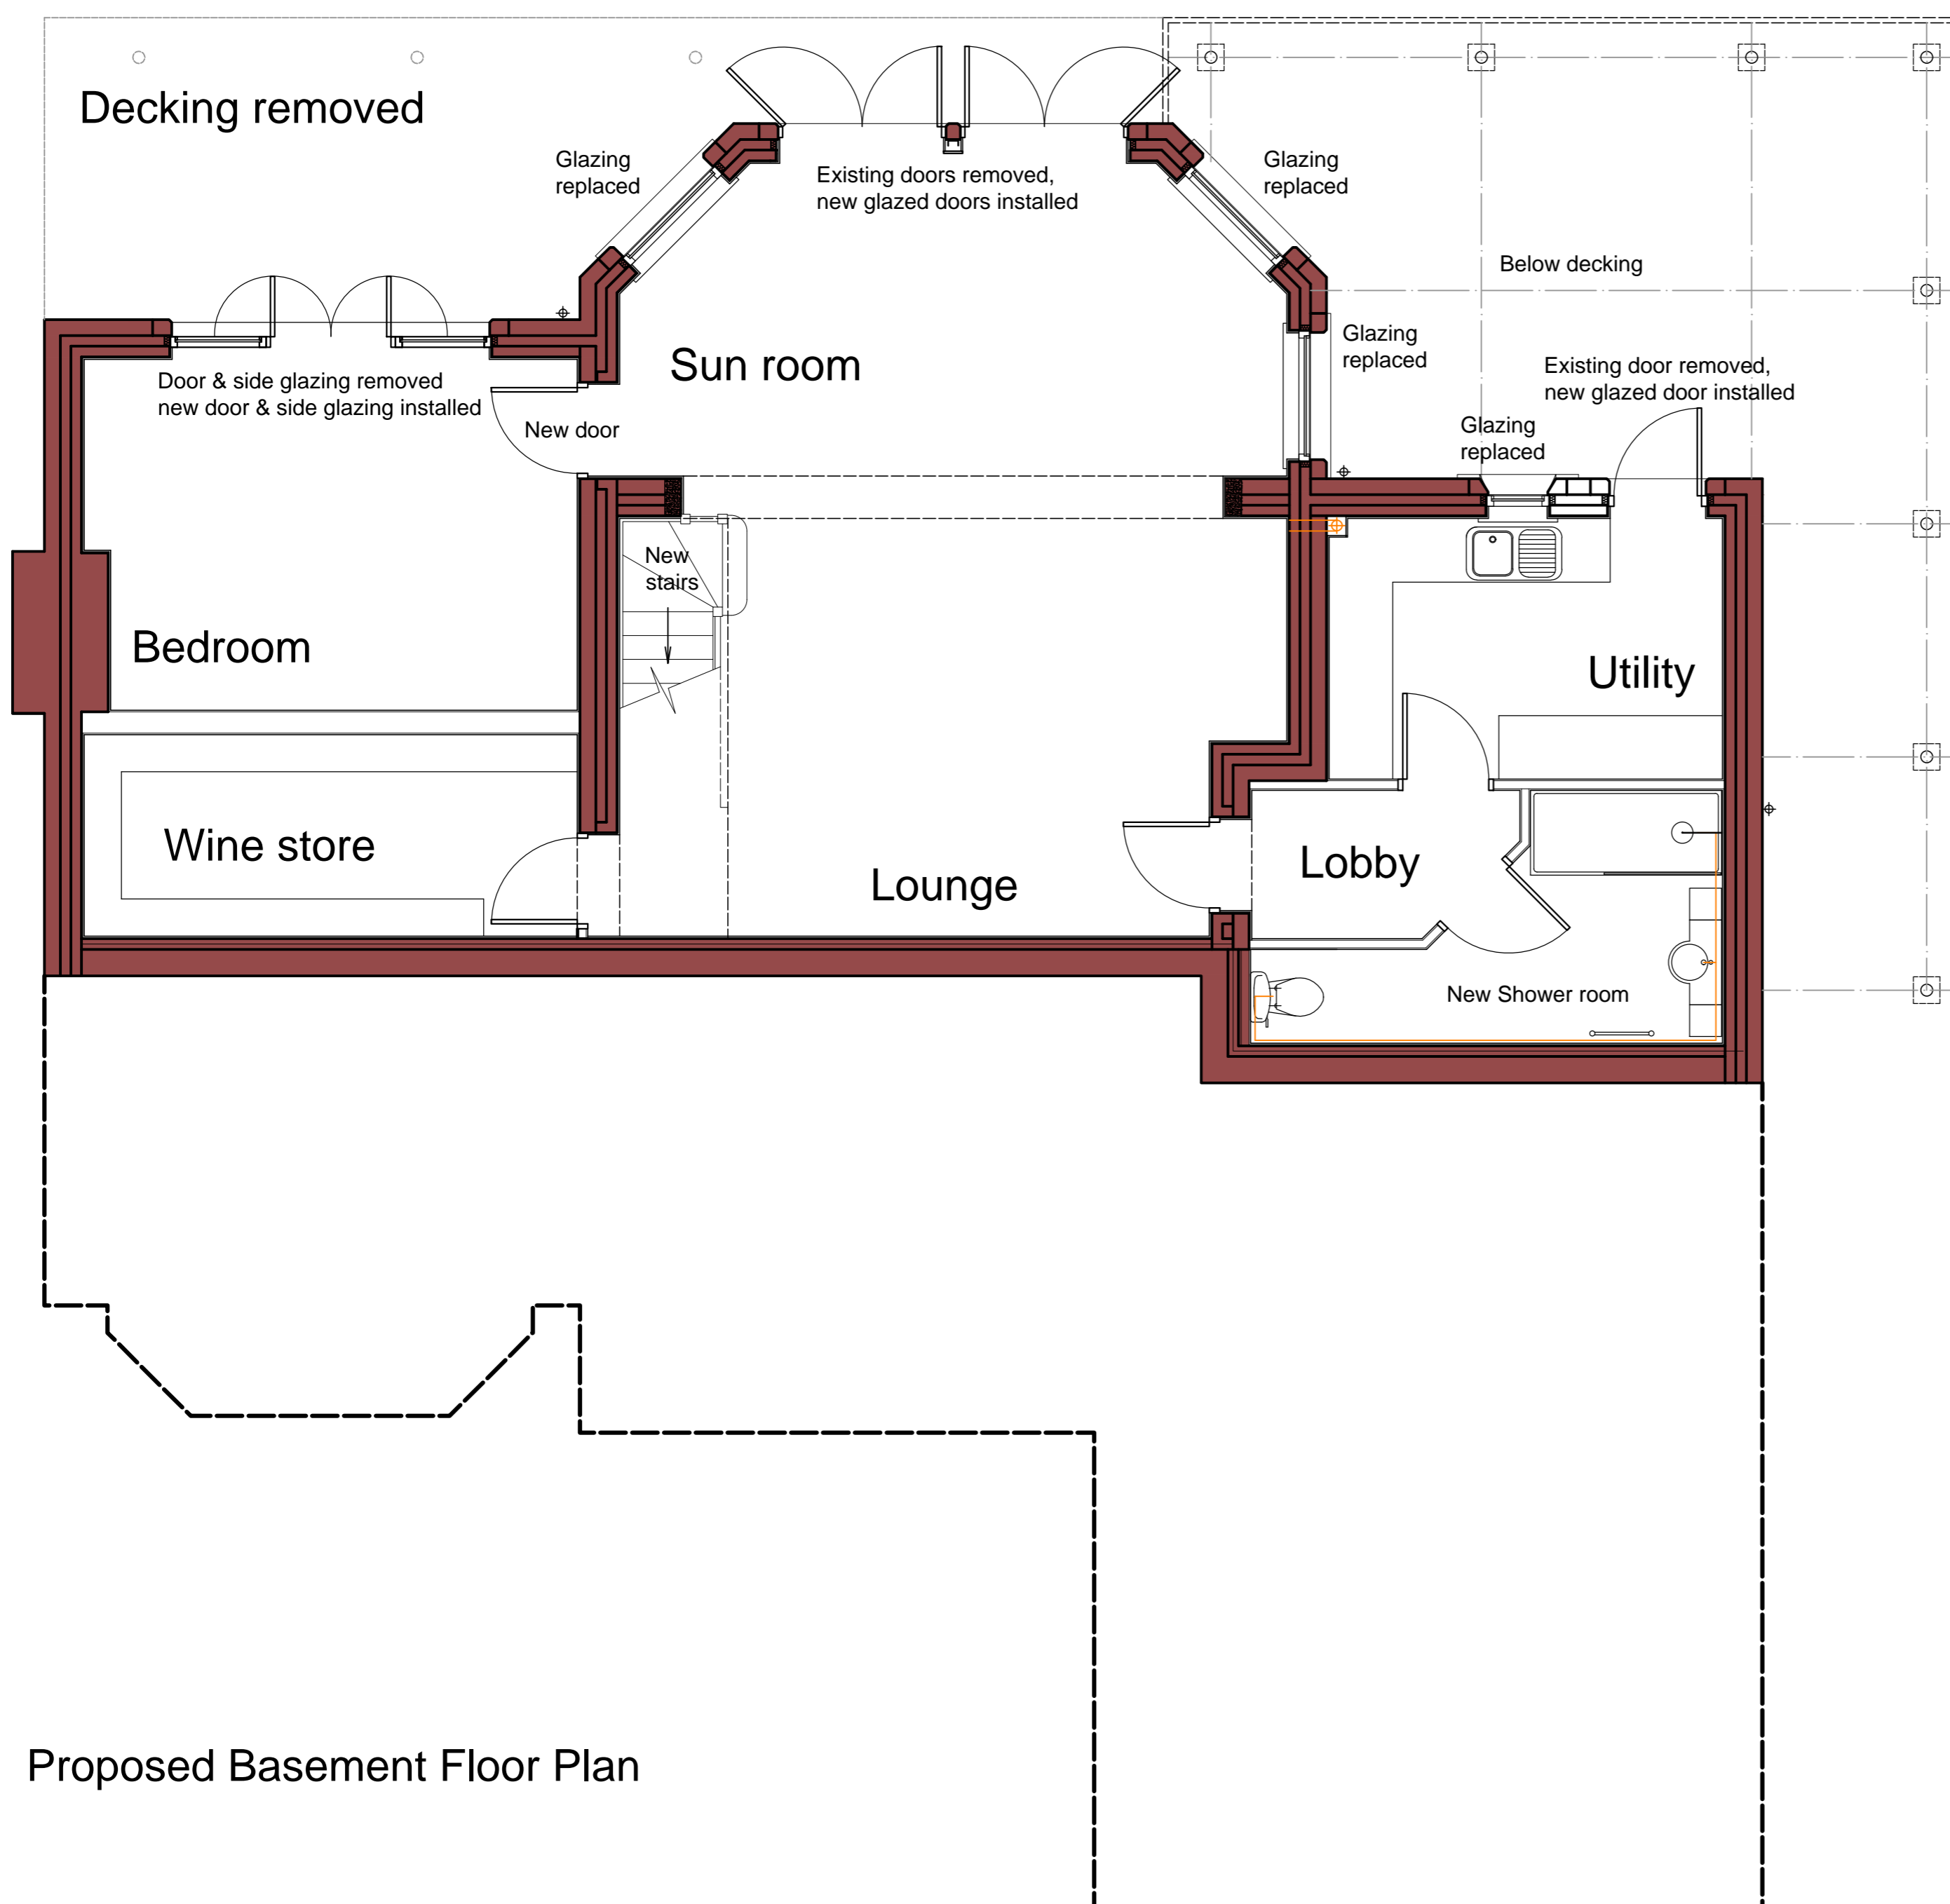 Decking removed
Glazing
replaced
Existing doors removed,
new glazed doors installed
Glazing
replaced
Below decking
Glazing
replaced
Existing door removed,
new glazed door installed
Sun room
Door & side glazing removed
new door & side glazing installed
New door
Glazing
replaced
New
stairs
Bedroom
Utility
Wine store
Lounge
Lobby
New Shower room
Proposed Basement Floor Plan